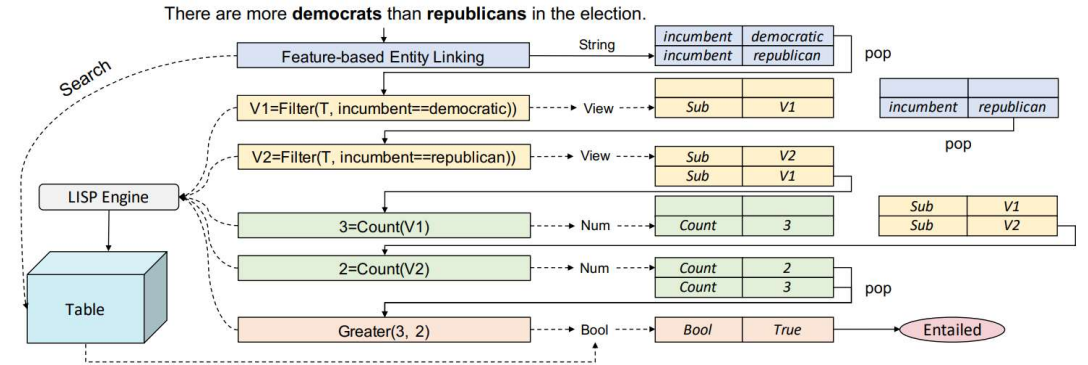 There are more democrats than republicans in the election.
Feature-based Entity Linking
String
incumbent democratic
incumbent republican
pop
Search
V1=Filter(T, incumbent==democratic))
View
Sub V1
incumbent republican
pop
V2=Filter(T, incumbent==republican))
View
Sub V2
Sub V1
LISP Engine
3=Count(V1)
Num
Count 3
Sub V1
Sub V2
2=Count(V2)
Num
Count 2
Count 3
pop
Table
Greater(3, 2)
Bool
Bool True
Entailed